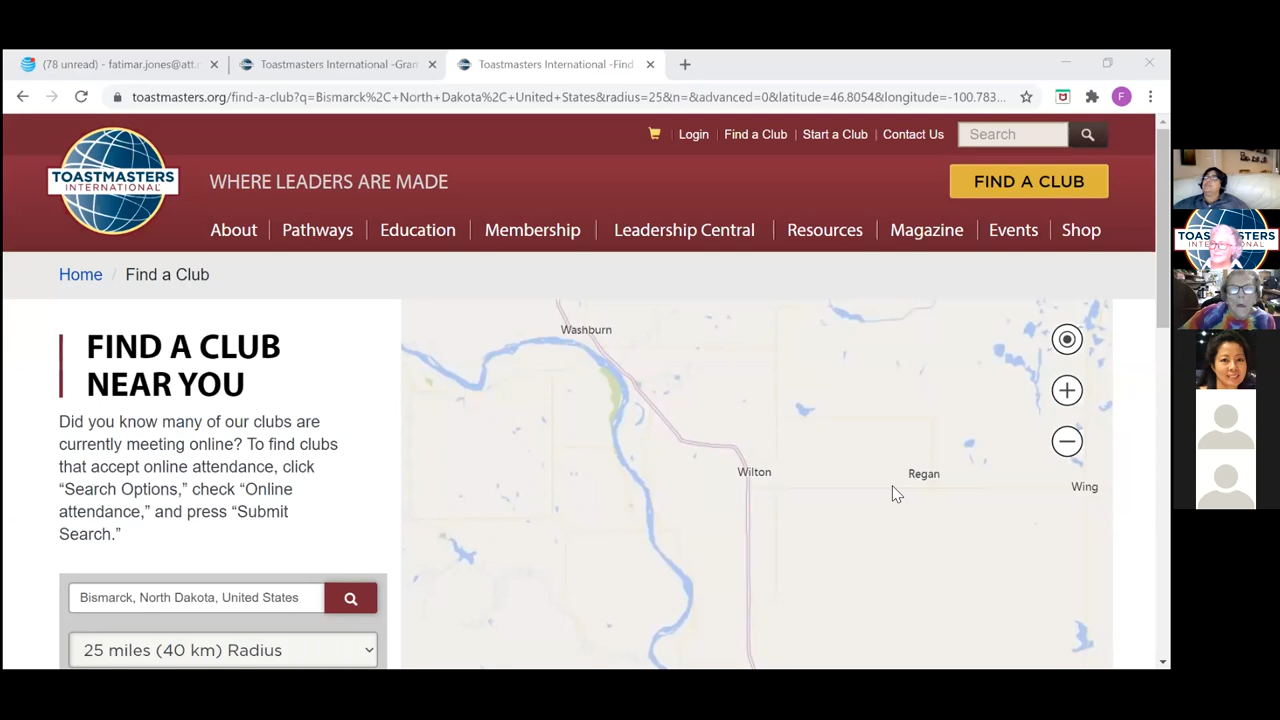 (78 unread) - fatimar.jones@att.n
Toastmasters International -Gran
Toastmasters International -Find
toastmasters.org/find-a-club?q=Bismarck%2C+North+Dakota%2C+United+States&radius=25&n=&advanced=0&latitude=46.8054&longitude=-100.783...
F
Login
Find a Club
Start a Club
Contact Us
Search
TOASTMASTERS
INTERNATIONAL
WHERE LEADERS ARE MADE
FIND A CLUB
About
Pathways
Education
Membership
Leadership Central
Resources
Magazine
Events
Shop
Home / Find a Club
FIND A CLUB
NEAR YOU
Did you know many of our clubs are
currently meeting online? To find clubs
that accept online attendance, click
“Search Options,” check “Online
attendance,” and press “Submit
Search.”
Bismarck, North Dakota, United States
25 miles (40 km) Radius
Washburn
Wilton
Regan
Wing